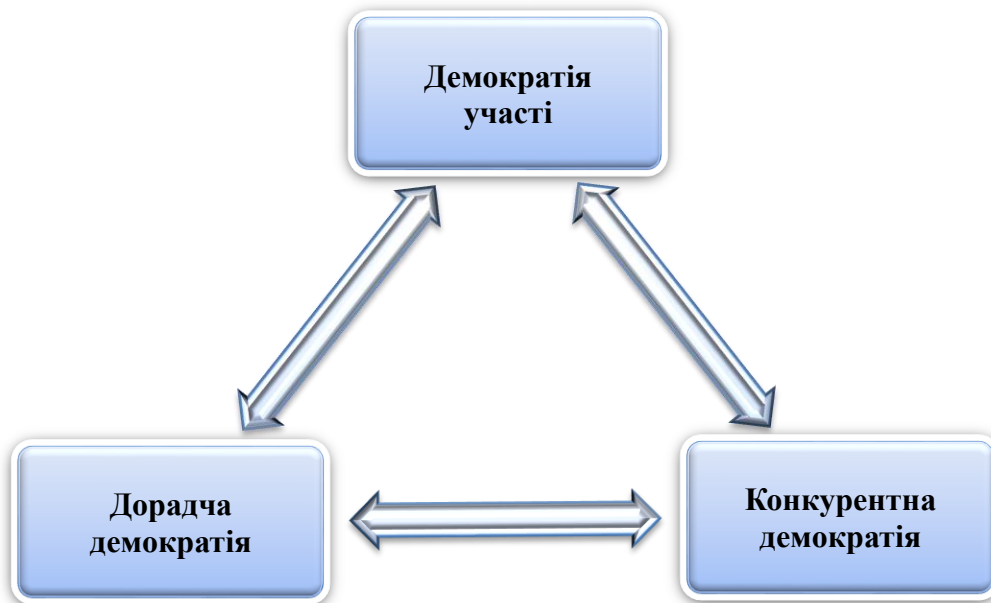 Демократія
участі
Дорадча
демократія
Конкурентна
демократія